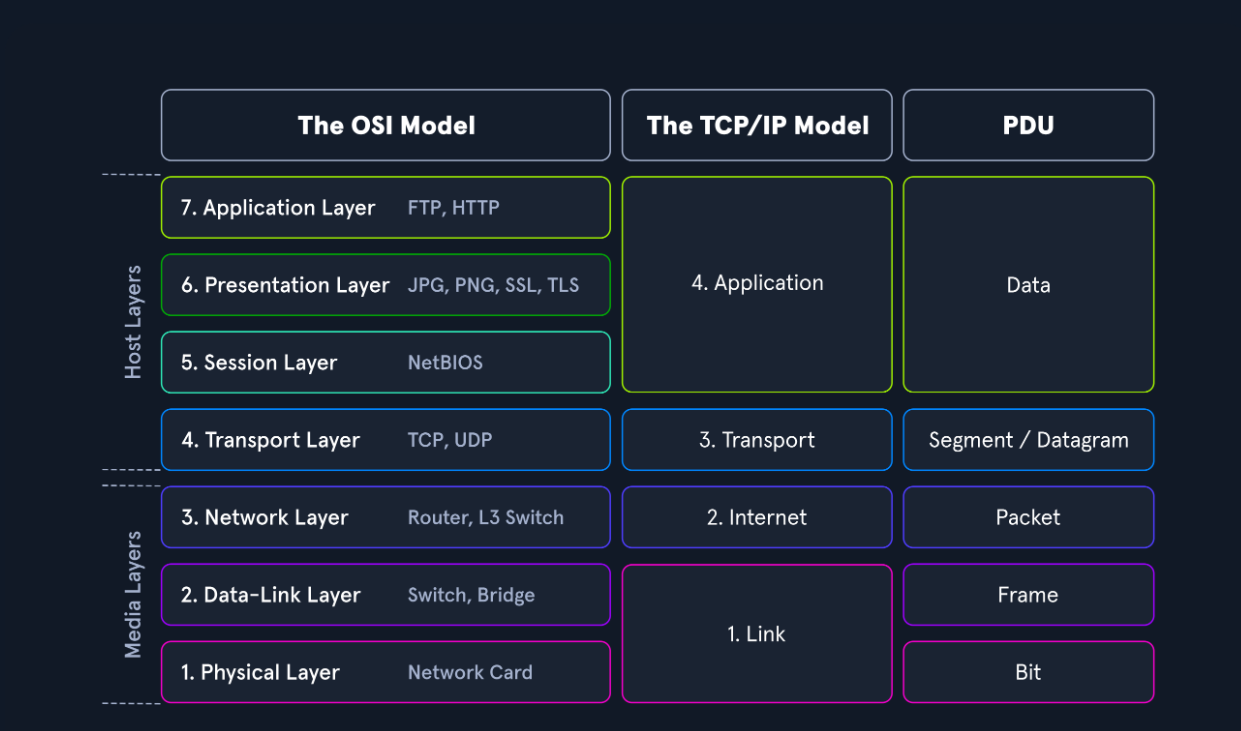 The OSI Model The TCP/IP Model PDU
Host Layers
7. Application Layer FTP, HTTP
6. Presentation Layer JPG, PNG, SSL, TLS
5. Session Layer NetBIOS
4. Application
Data
4. Transport Layer TCP, UDP 3. Transport Segment / Datagram
Media Layers
3. Network Layer Router, L3 Switch 2. Internet Packet
2. Data-Link Layer Switch, Bridge Frame
1. Link
1. Physical Layer Network Card Bit